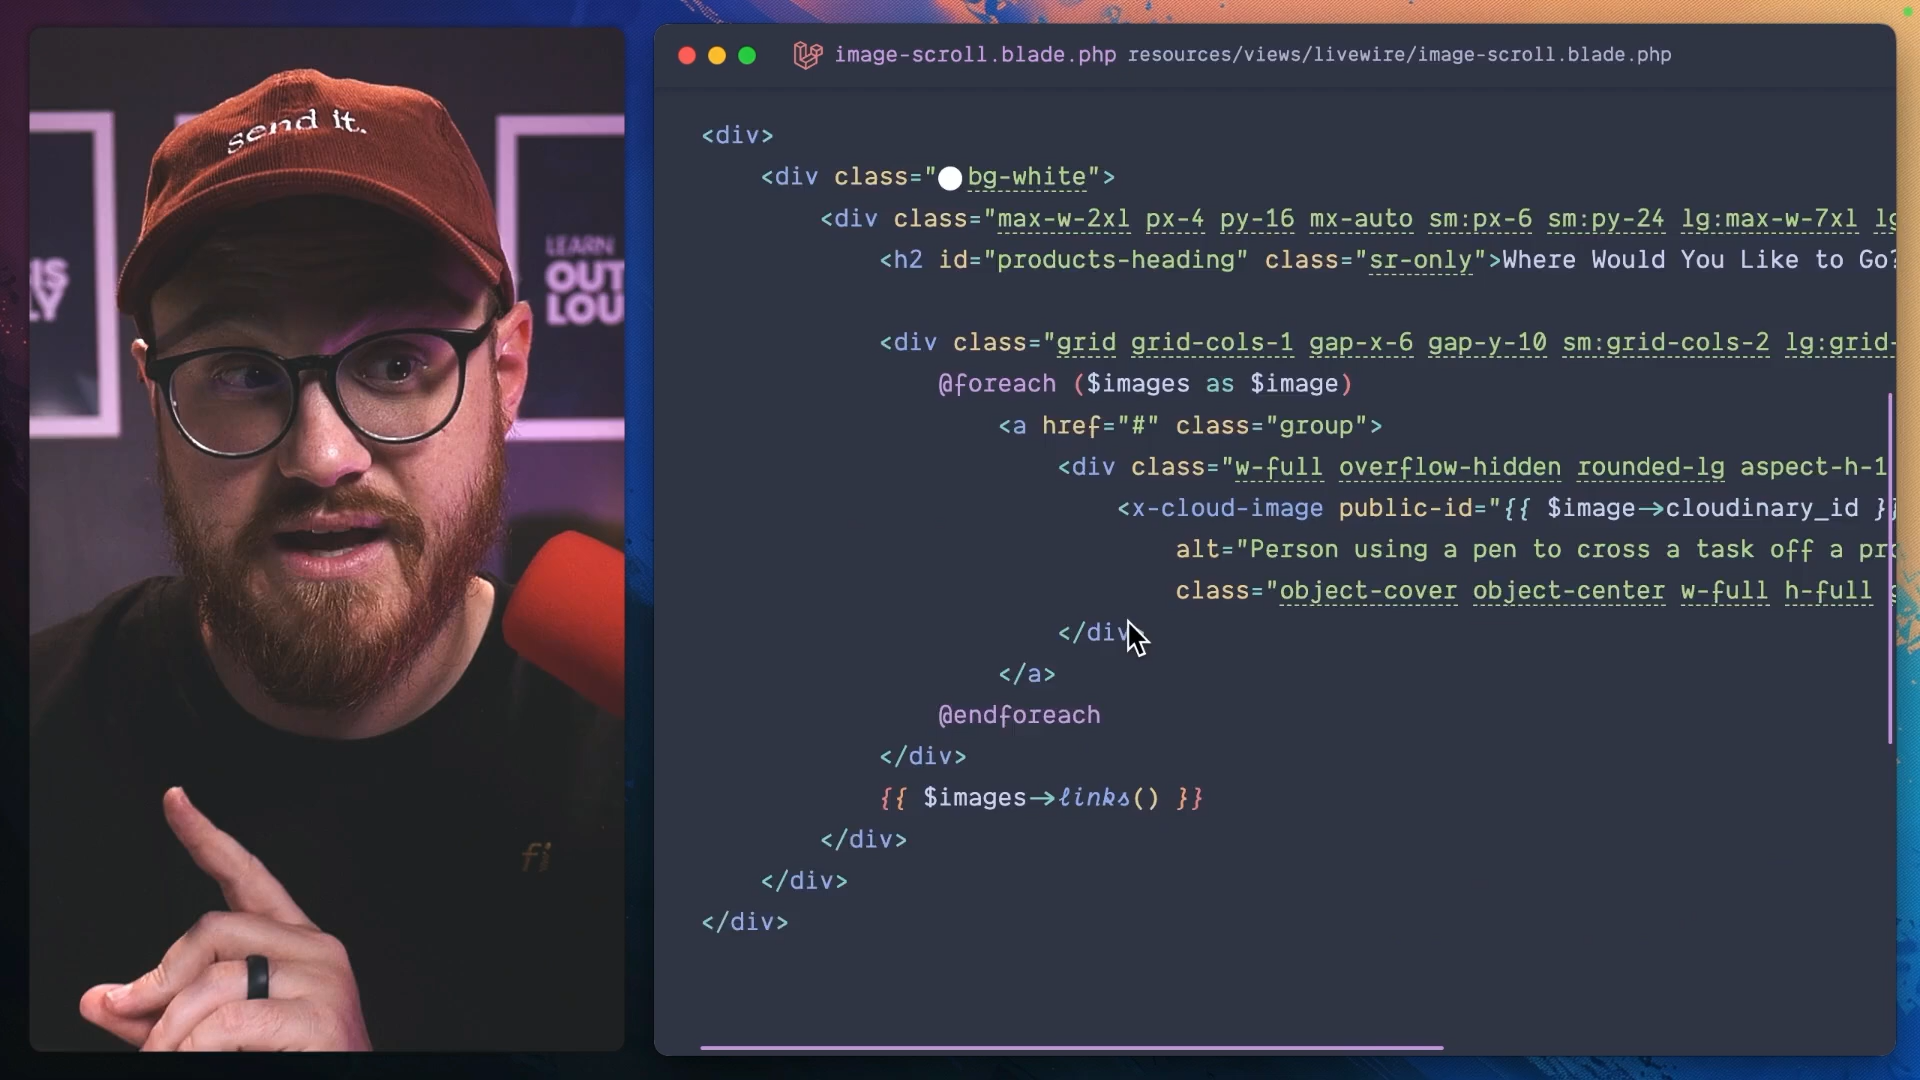 send it.
LEARN
OUT
LOU
IS
LY
fi
image-scroll.blade.php resources/views/livewire/image-scroll.blade.php
<div>
<div class="bg-white">
<div class="max-w-2xl px-4 py-16 mx-auto sm:px-6 sm:py-24 lg:max-w-7xl lg
<h2 id="products-heading" class="sr-only">Where Would You Like to Go?
<div class="grid grid-cols-1 gap-x-6 gap-y-10 sm:grid-cols-2 lg:grid-
@foreach ($images as $image)
<a href="#" class="group">
<div class="w-full overflow-hidden rounded-lg aspect-h-1
<x-cloud-image public-id="{{ $image->cloudinary_id }}
alt="Person using a pen to cross a task off a pro
class="object-cover object-center w-full h-full g
</div>
</a>
@endforeach
</div>
{{ $images->links() }}
</div>
</div>
</div>